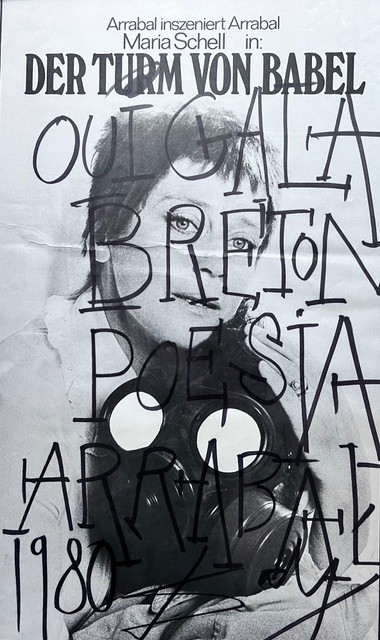 Arrabal inszeniert Arrabal
Maria Schell in:
DER TURM VON BABEL
OUI GALA
BRETON
POESIA
ARRABAL
1980